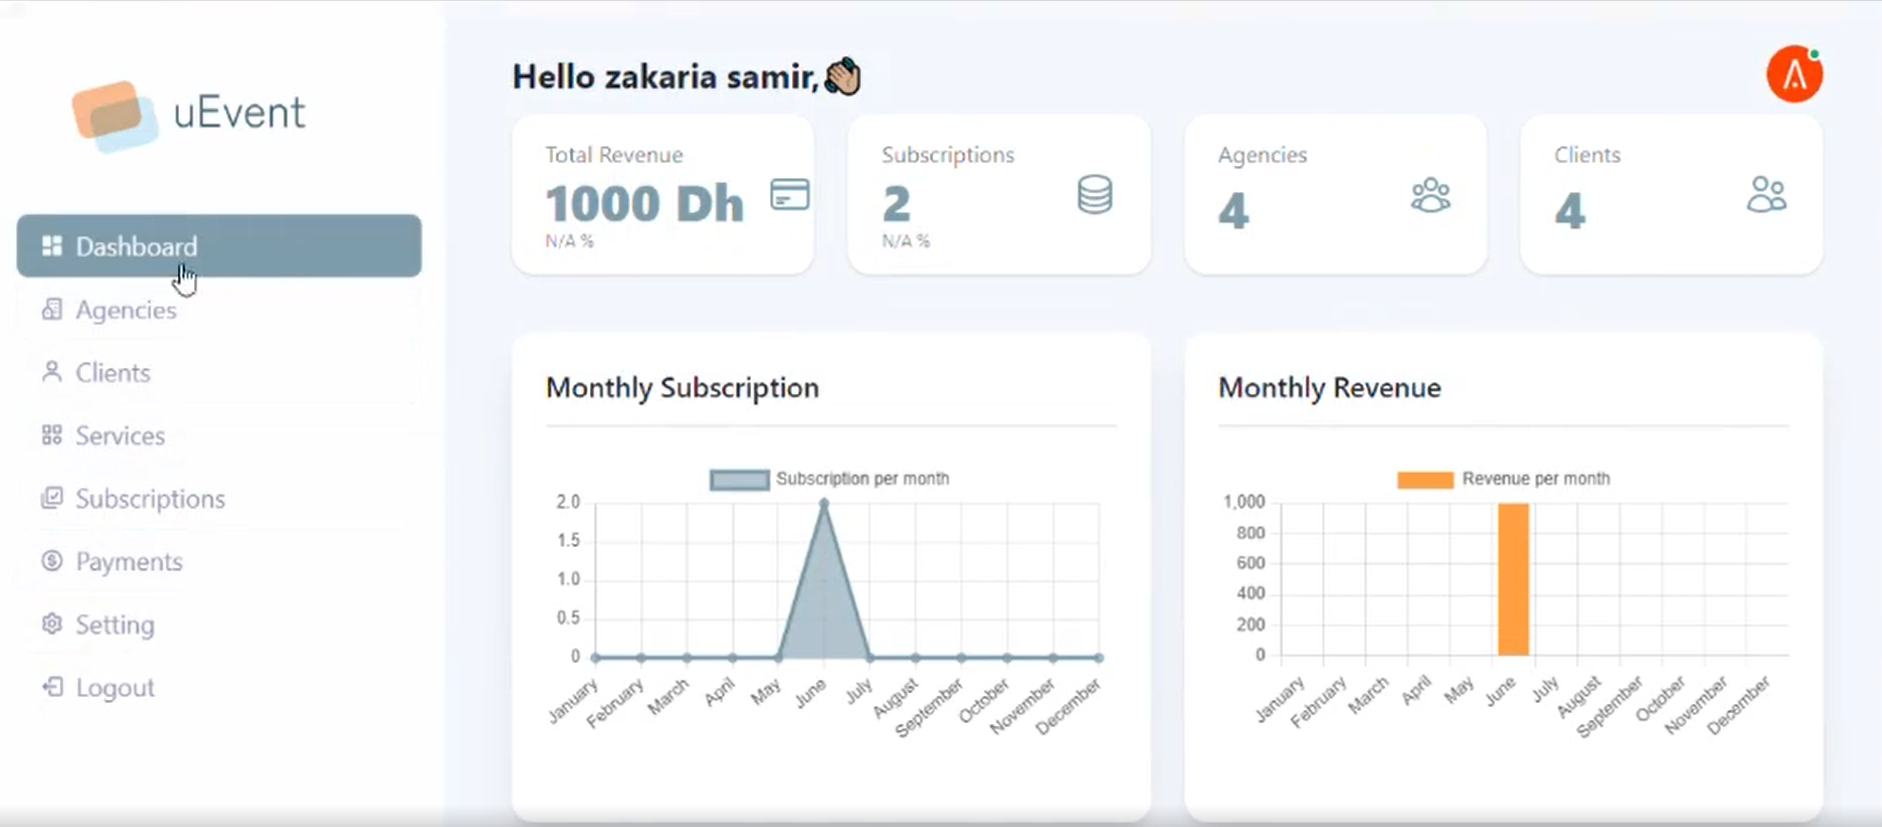 uEvent
Dashboard
Agencies
Clients
Services
Subscriptions
Payments
Setting
Logout
Hello zakaria samir,👋🏽
Total Revenue
1000 Dh
N/A %
Subscriptions
2
N/A %
Agencies
4
Clients
4
Monthly Subscription
Subscription per month
2.0
1.5
1.0
0.5
0
January February March April May June July August September October November December
Monthly Revenue
Revenue per month
1,000
800
600
400
200
0
January February March April May June July August September October November December